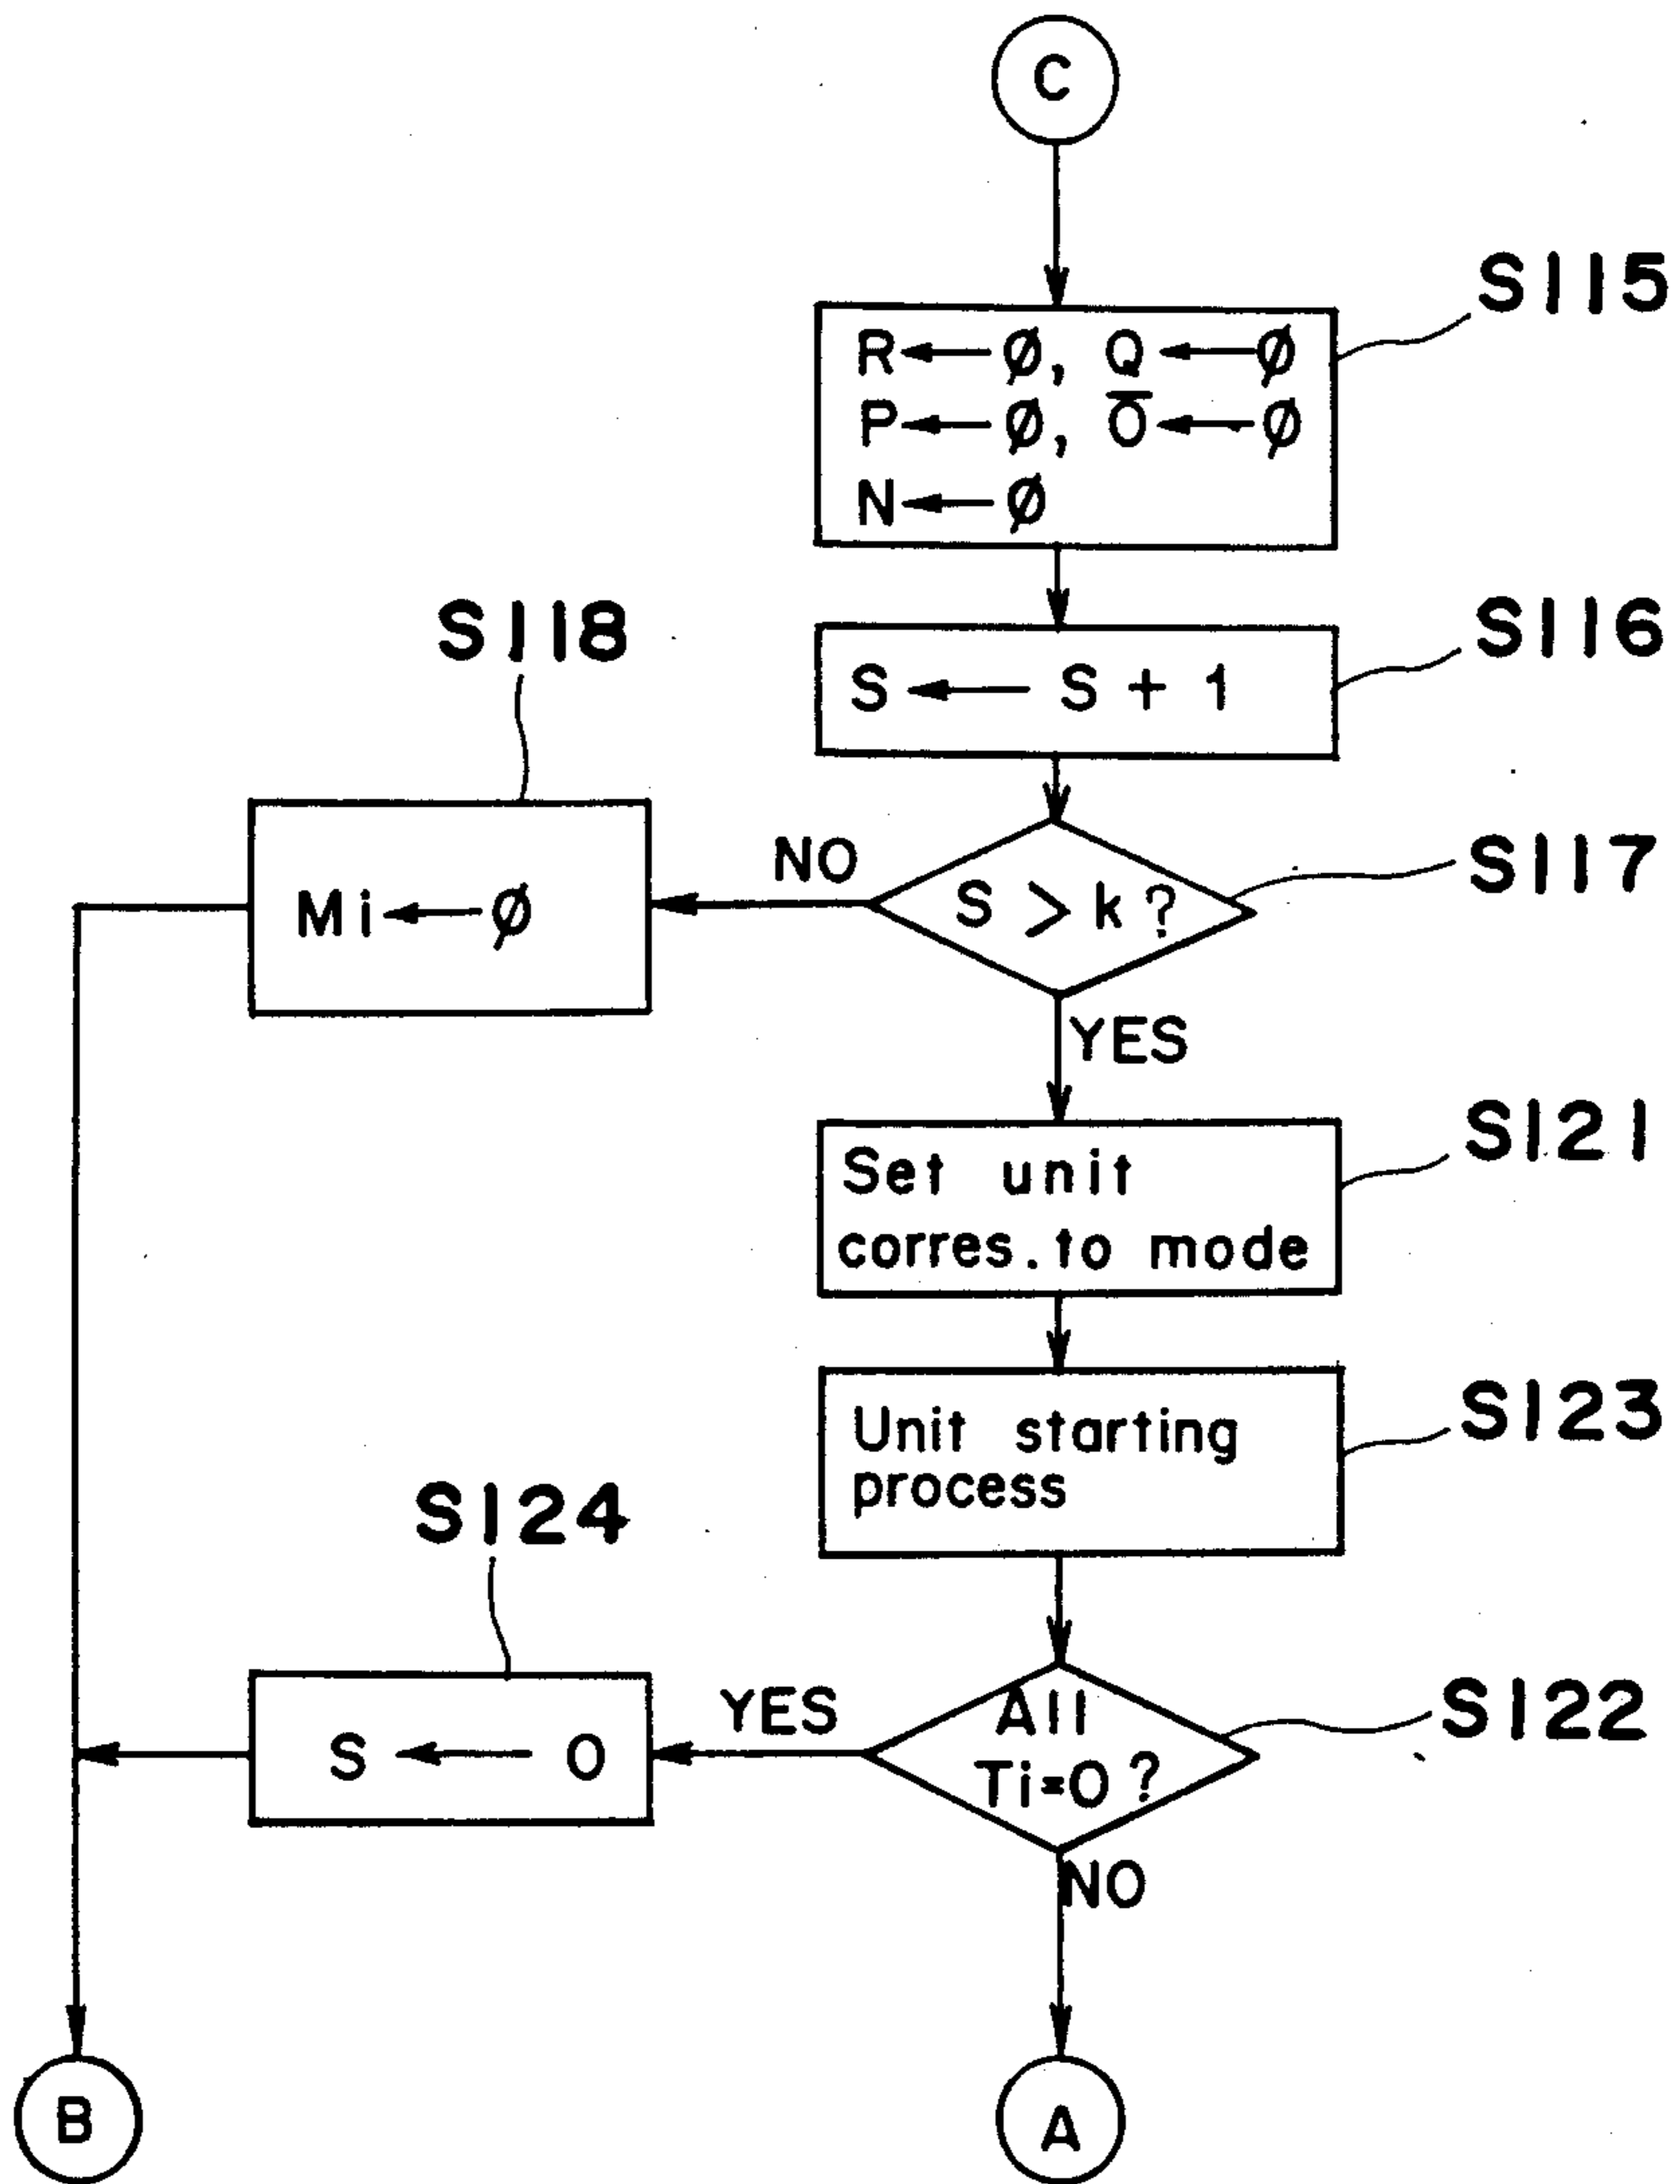 C
S115
R ← Ø, Q ← Ø
P ← Ø, O̅ ← Ø
N ← Ø
S116
S ← S + 1
S118
S117
NO
S > k ?
Mi ← Ø
YES
S121
Set unit
corres. to mode
S123
Unit starting
process
S124
S122
YES
All
Ti=0 ?
S ← 0
NO
B
A